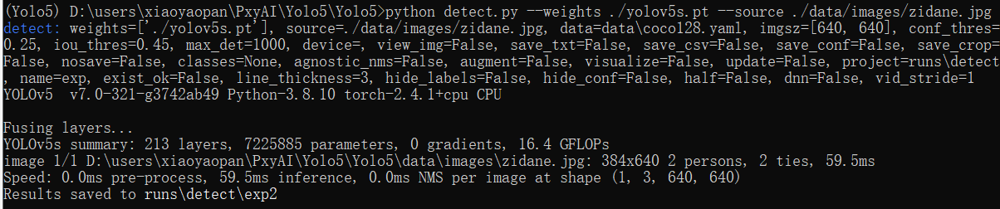 (Yolo5) D:\users\xiaoyaopan\PxyAI\Yolo5\Yolo5>python detect.py --weights ./yolov5s.pt --source ./data/images/zidane.jpg
detect: weights=['./yolov5s.pt'], source=./data/images/zidane.jpg, data=data\coco128.yaml, imgsz=[640, 640], conf_thres=
0.25, iou_thres=0.45, max_det=1000, device=, view_img=False, save_txt=False, save_csv=False, save_conf=False, save_crop=
False, nosave=False, classes=None, agnostic_nms=False, augment=False, visualize=False, update=False, project=runs\detect
, name=exp, exist_ok=False, line_thickness=3, hide_labels=False, hide_conf=False, half=False, dnn=False, vid_stride=1
YOLOv5  v7.0-321-g3742ab49 Python-3.8.10 torch-2.4.1+cpu CPU

Fusing layers...
YOLOv5s summary: 213 layers, 7225885 parameters, 0 gradients, 16.4 GFLOPs
image 1/1 D:\users\xiaoyaopan\PxyAI\Yolo5\Yolo5\data\images\zidane.jpg: 384x640 2 persons, 2 ties, 59.5ms
Speed: 0.0ms pre-process, 59.5ms inference, 0.0ms NMS per image at shape (1, 3, 640, 640)
Results saved to runs\detect\exp2